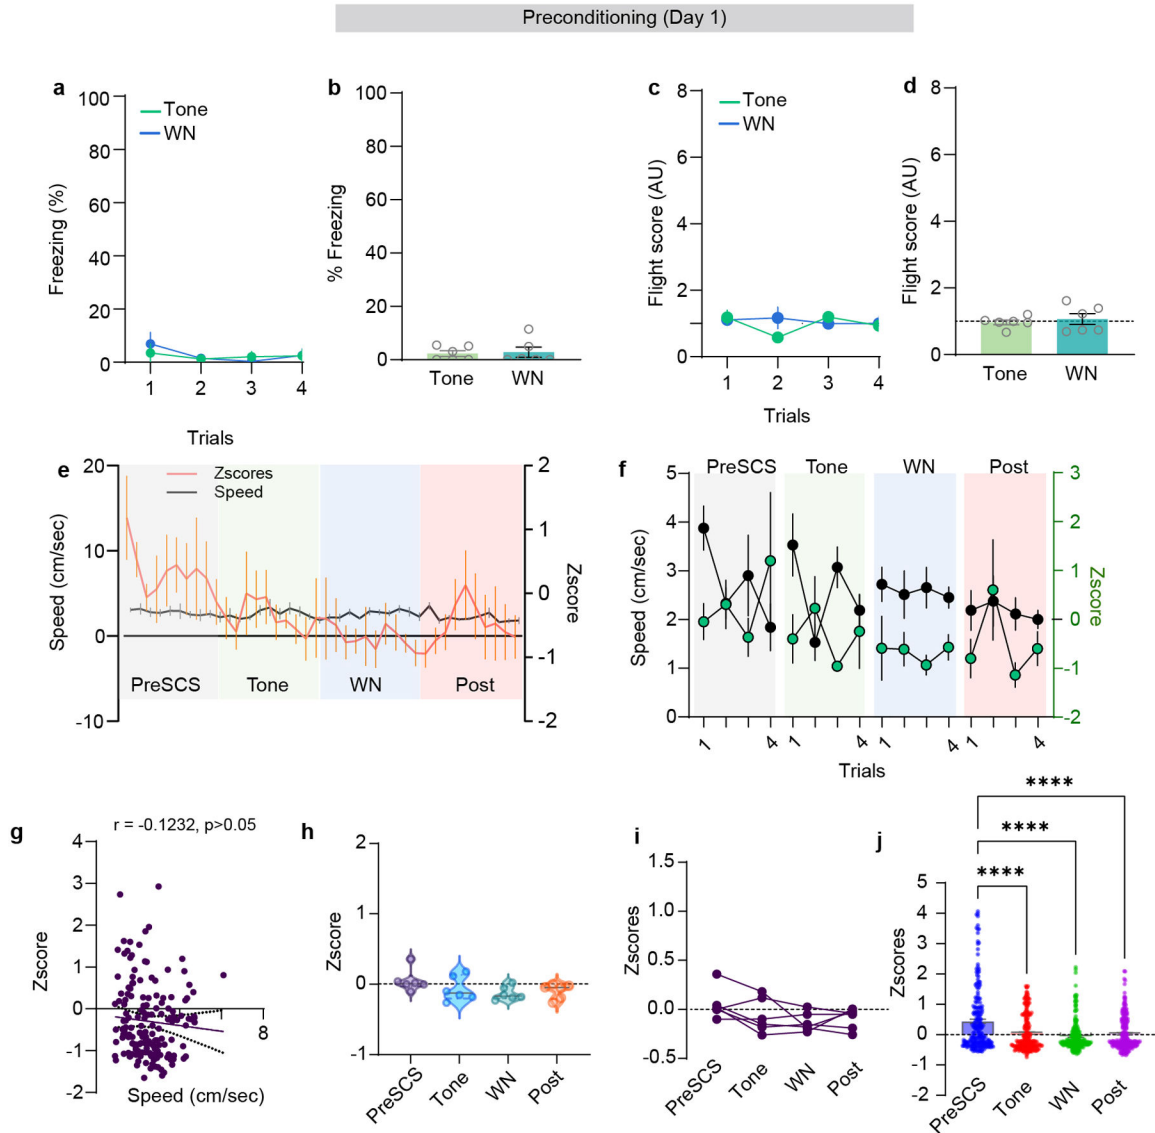 Preconditioning (Day 1)
a
Freezing (%)
100
80
60
40
20
0
Tone
WN
1 2 3 4
Trials
b
% Freezing
100
80
60
40
20
0
Tone WN
c
Flight score (AU)
8
6
4
2
0
Tone
WN
1 2 3 4
Trials
d
Flight score (AU)
8
6
4
2
0
Tone WN
e
Speed (cm/sec)
20
10
0
-10
Zscores
Speed
PreSCS Tone WN Post
2
1
0
-1
-2
Zscore
f
Speed (cm/sec)
5
4
3
2
1
0
PreSCS Tone WN Post
3
2
1
0
-1
-2
Zscore
1 4 1 4 1 4 1 4
Trials
g
r = -0.1232, p>0.05
Zscore
4
3
2
1
0
-1
-2
8
Speed (cm/sec)
h
Zscore
2
1
0
-1
PreSCS Tone WN Post
i
Zscores
1.5
1.0
0.5
0.0
-0.5
PreSCS Tone WN Post
j
****
****
****
Zscores
5
4
3
2
1
0
-1
-2
PreSCS Tone WN Post